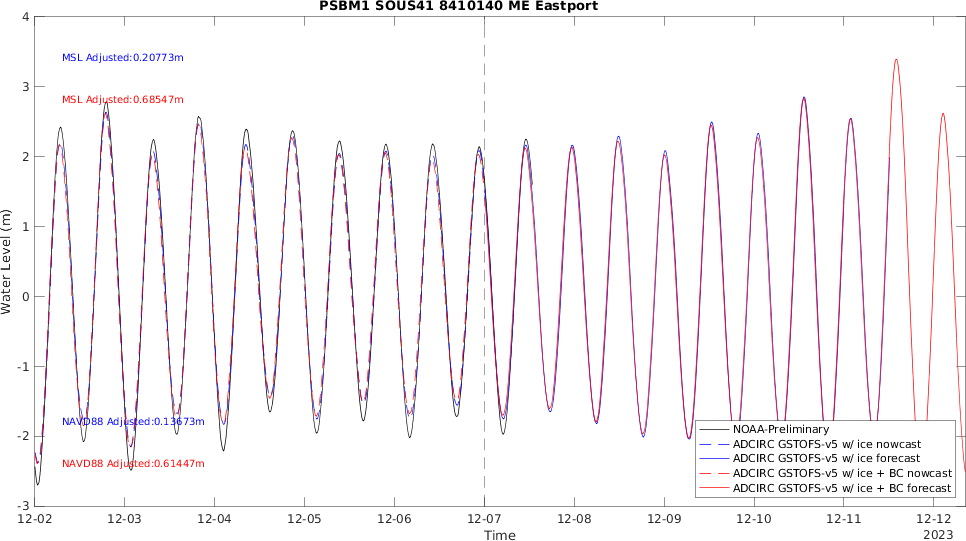 PSBM1 SOUS41 8410140 ME Eastport
4
3
2
1
0
-1
-2
-3
Water Level (m)
MSL Adjusted:0.20773m
MSL Adjusted:0.68547m
NAVD88 Adjusted:0.13673m
NAVD88 Adjusted:0.61447m
NOAA-Preliminary
ADCIRC GSTOFS-v5 w/ ice nowcast
ADCIRC GSTOFS-v5 w/ ice forecast
ADCIRC GSTOFS-v5 w/ ice + BC nowcast
ADCIRC GSTOFS-v5 w/ ice + BC forecast
12-02 12-03 12-04 12-05 12-06 12-07 12-08 12-09 12-10 12-11 12-12
2023
Time